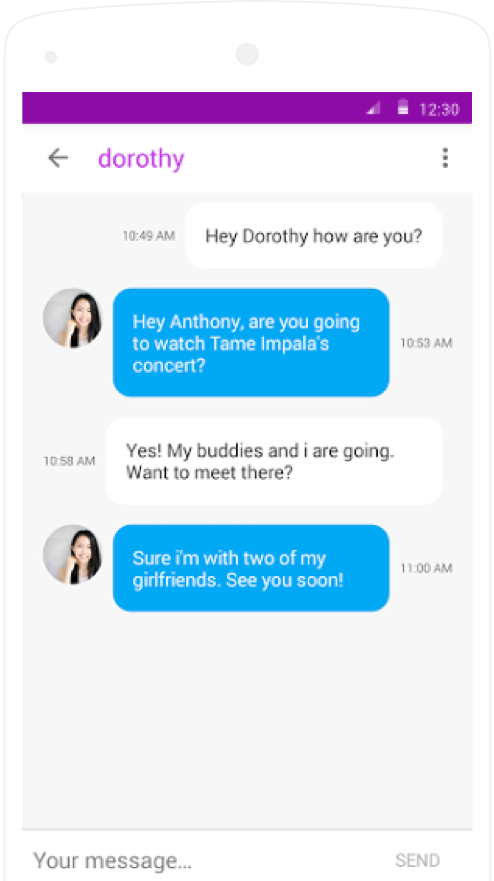 12:30
dorothy
10:49 AM
Hey Dorothy how are you?
Hey Anthony, are you going
to watch Tame Impala's
concert?
10:53 AM
10:58 AM
Yes! My buddies and i are going.
Want to meet there?
Sure i'm with two of my
girlfriends. See you soon!
11:00 AM
Your message...
SEND